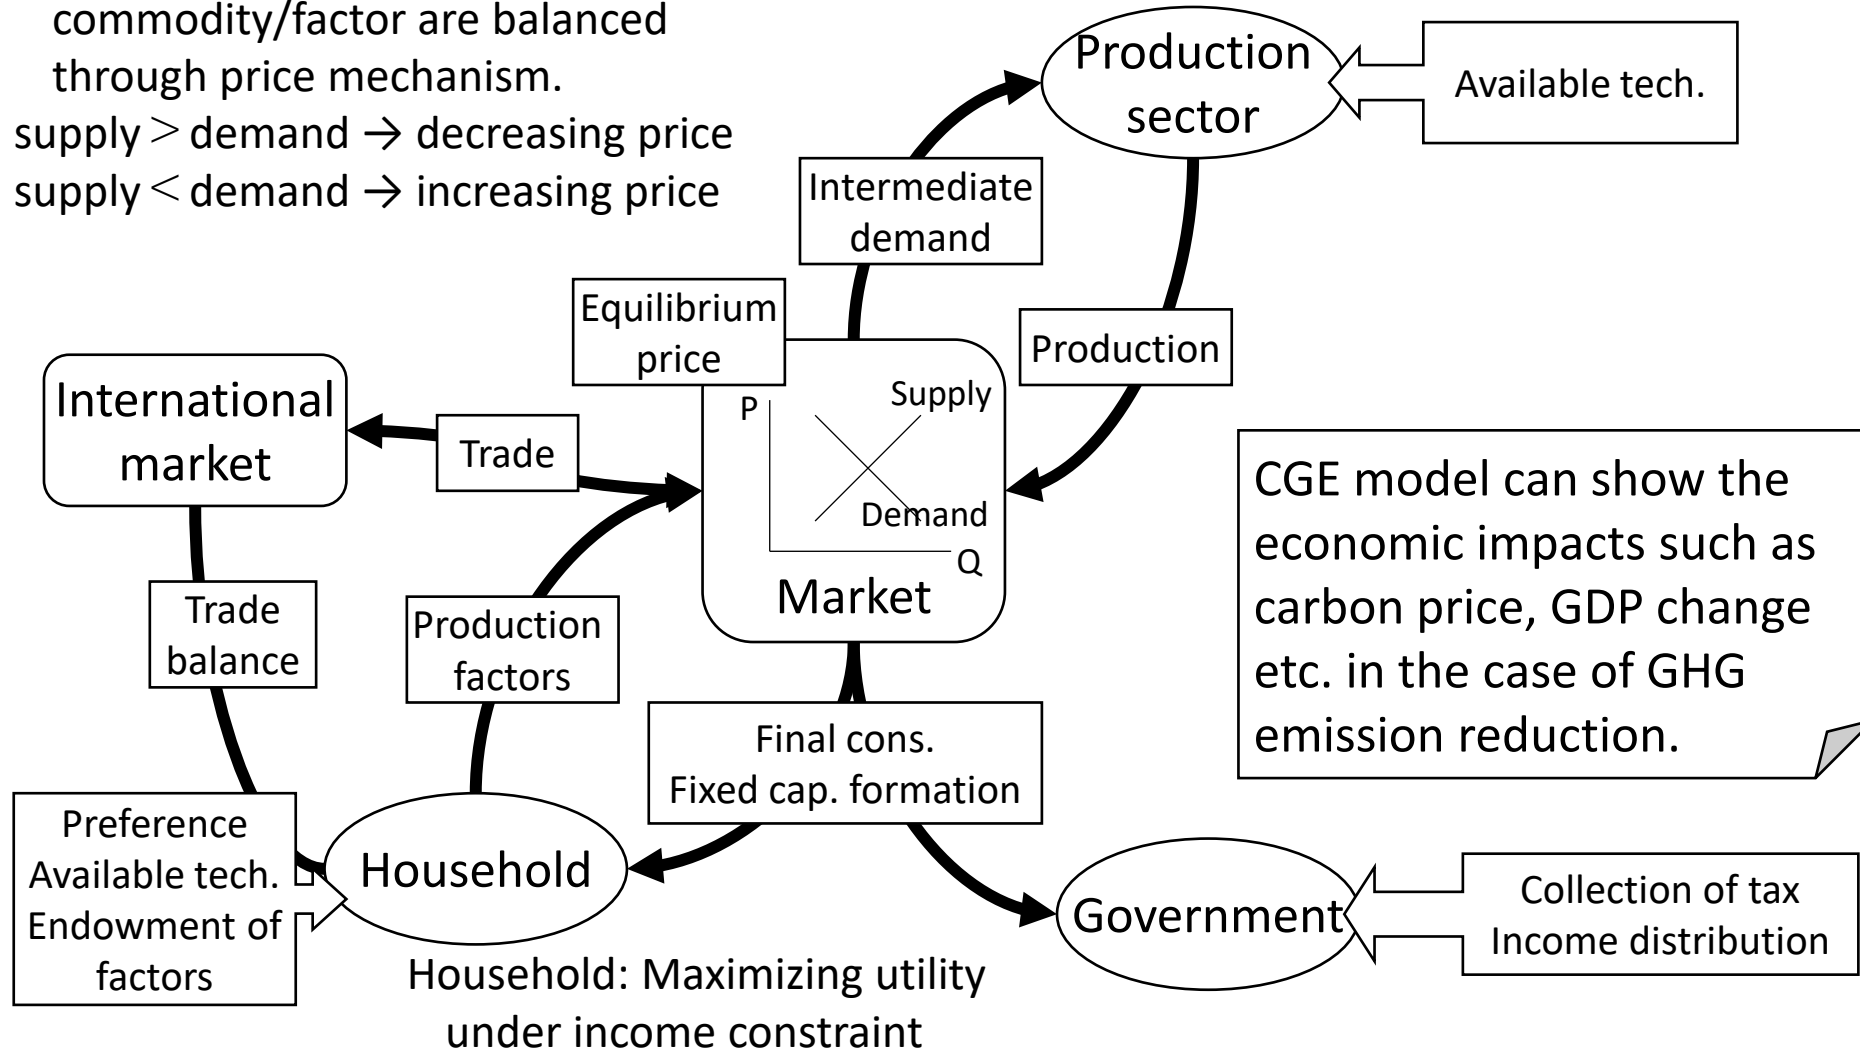 commodity/factor are balanced
through price mechanism.
supply > demand → decreasing price
supply < demand → increasing price
Production
sector
Available tech.
Intermediate
demand
Equilibrium
price
Production
International
market
Trade
P
Supply
Demand
Q
Market
CGE model can show the
economic impacts such as
carbon price, GDP change
etc. in the case of GHG
emission reduction.
Trade
balance
Production
factors
Final cons.
Fixed cap. formation
Preference
Available tech.
Endowment of
factors
Household
Government
Collection of tax
Income distribution
Household: Maximizing utility
under income constraint